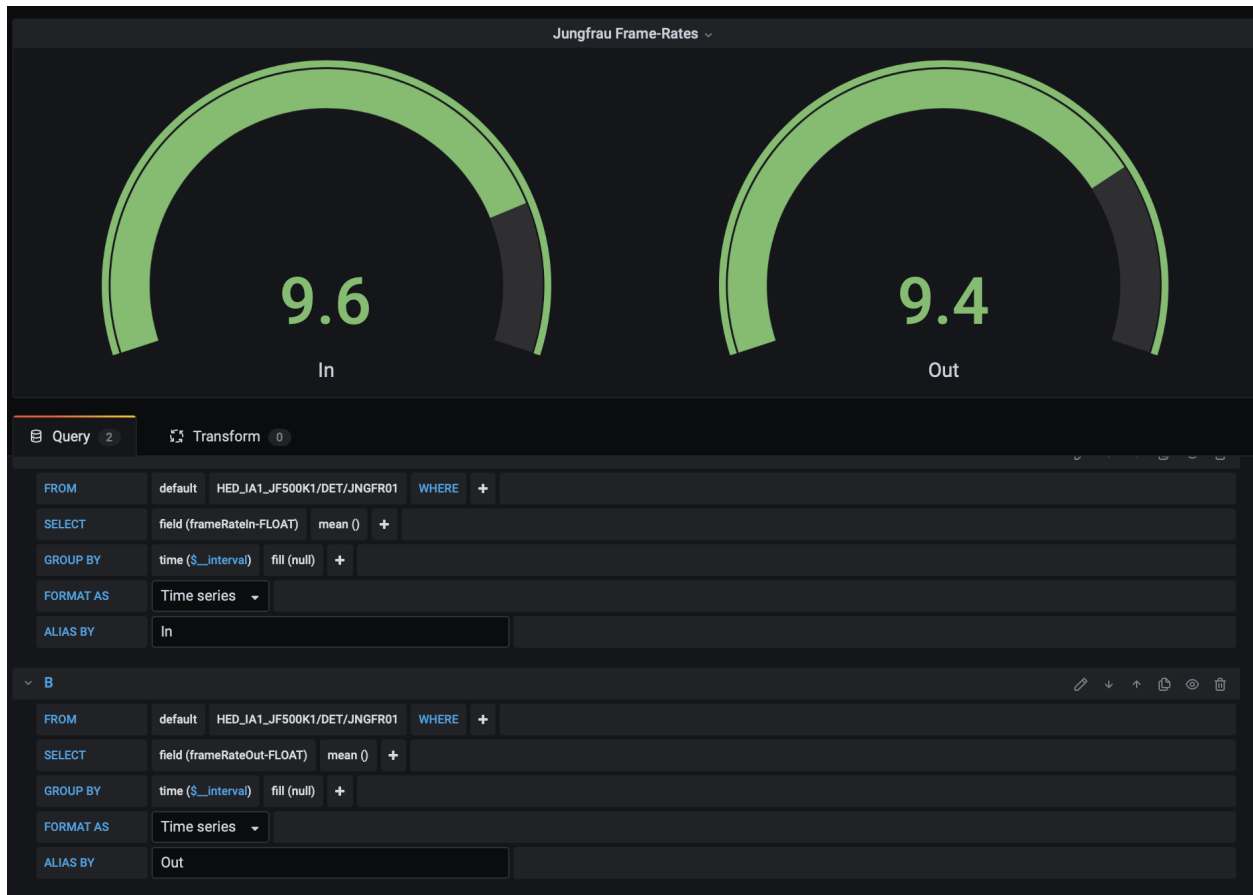 Jungfrau Frame-Rates
9.6
In
9.4
Out
Query 2 Transform 0
FROM default HED_IA1_JF500K1/DET/JNGFR01 WHERE +
SELECT field (frameRateIn-FLOAT) mean () +
GROUP BY time ($__interval) fill (null) +
FORMAT AS Time series
ALIAS BY In
B
FROM default HED_IA1_JF500K1/DET/JNGFR01 WHERE +
SELECT field (frameRateOut-FLOAT) mean () +
GROUP BY time ($__interval) fill (null) +
FORMAT AS Time series
ALIAS BY Out